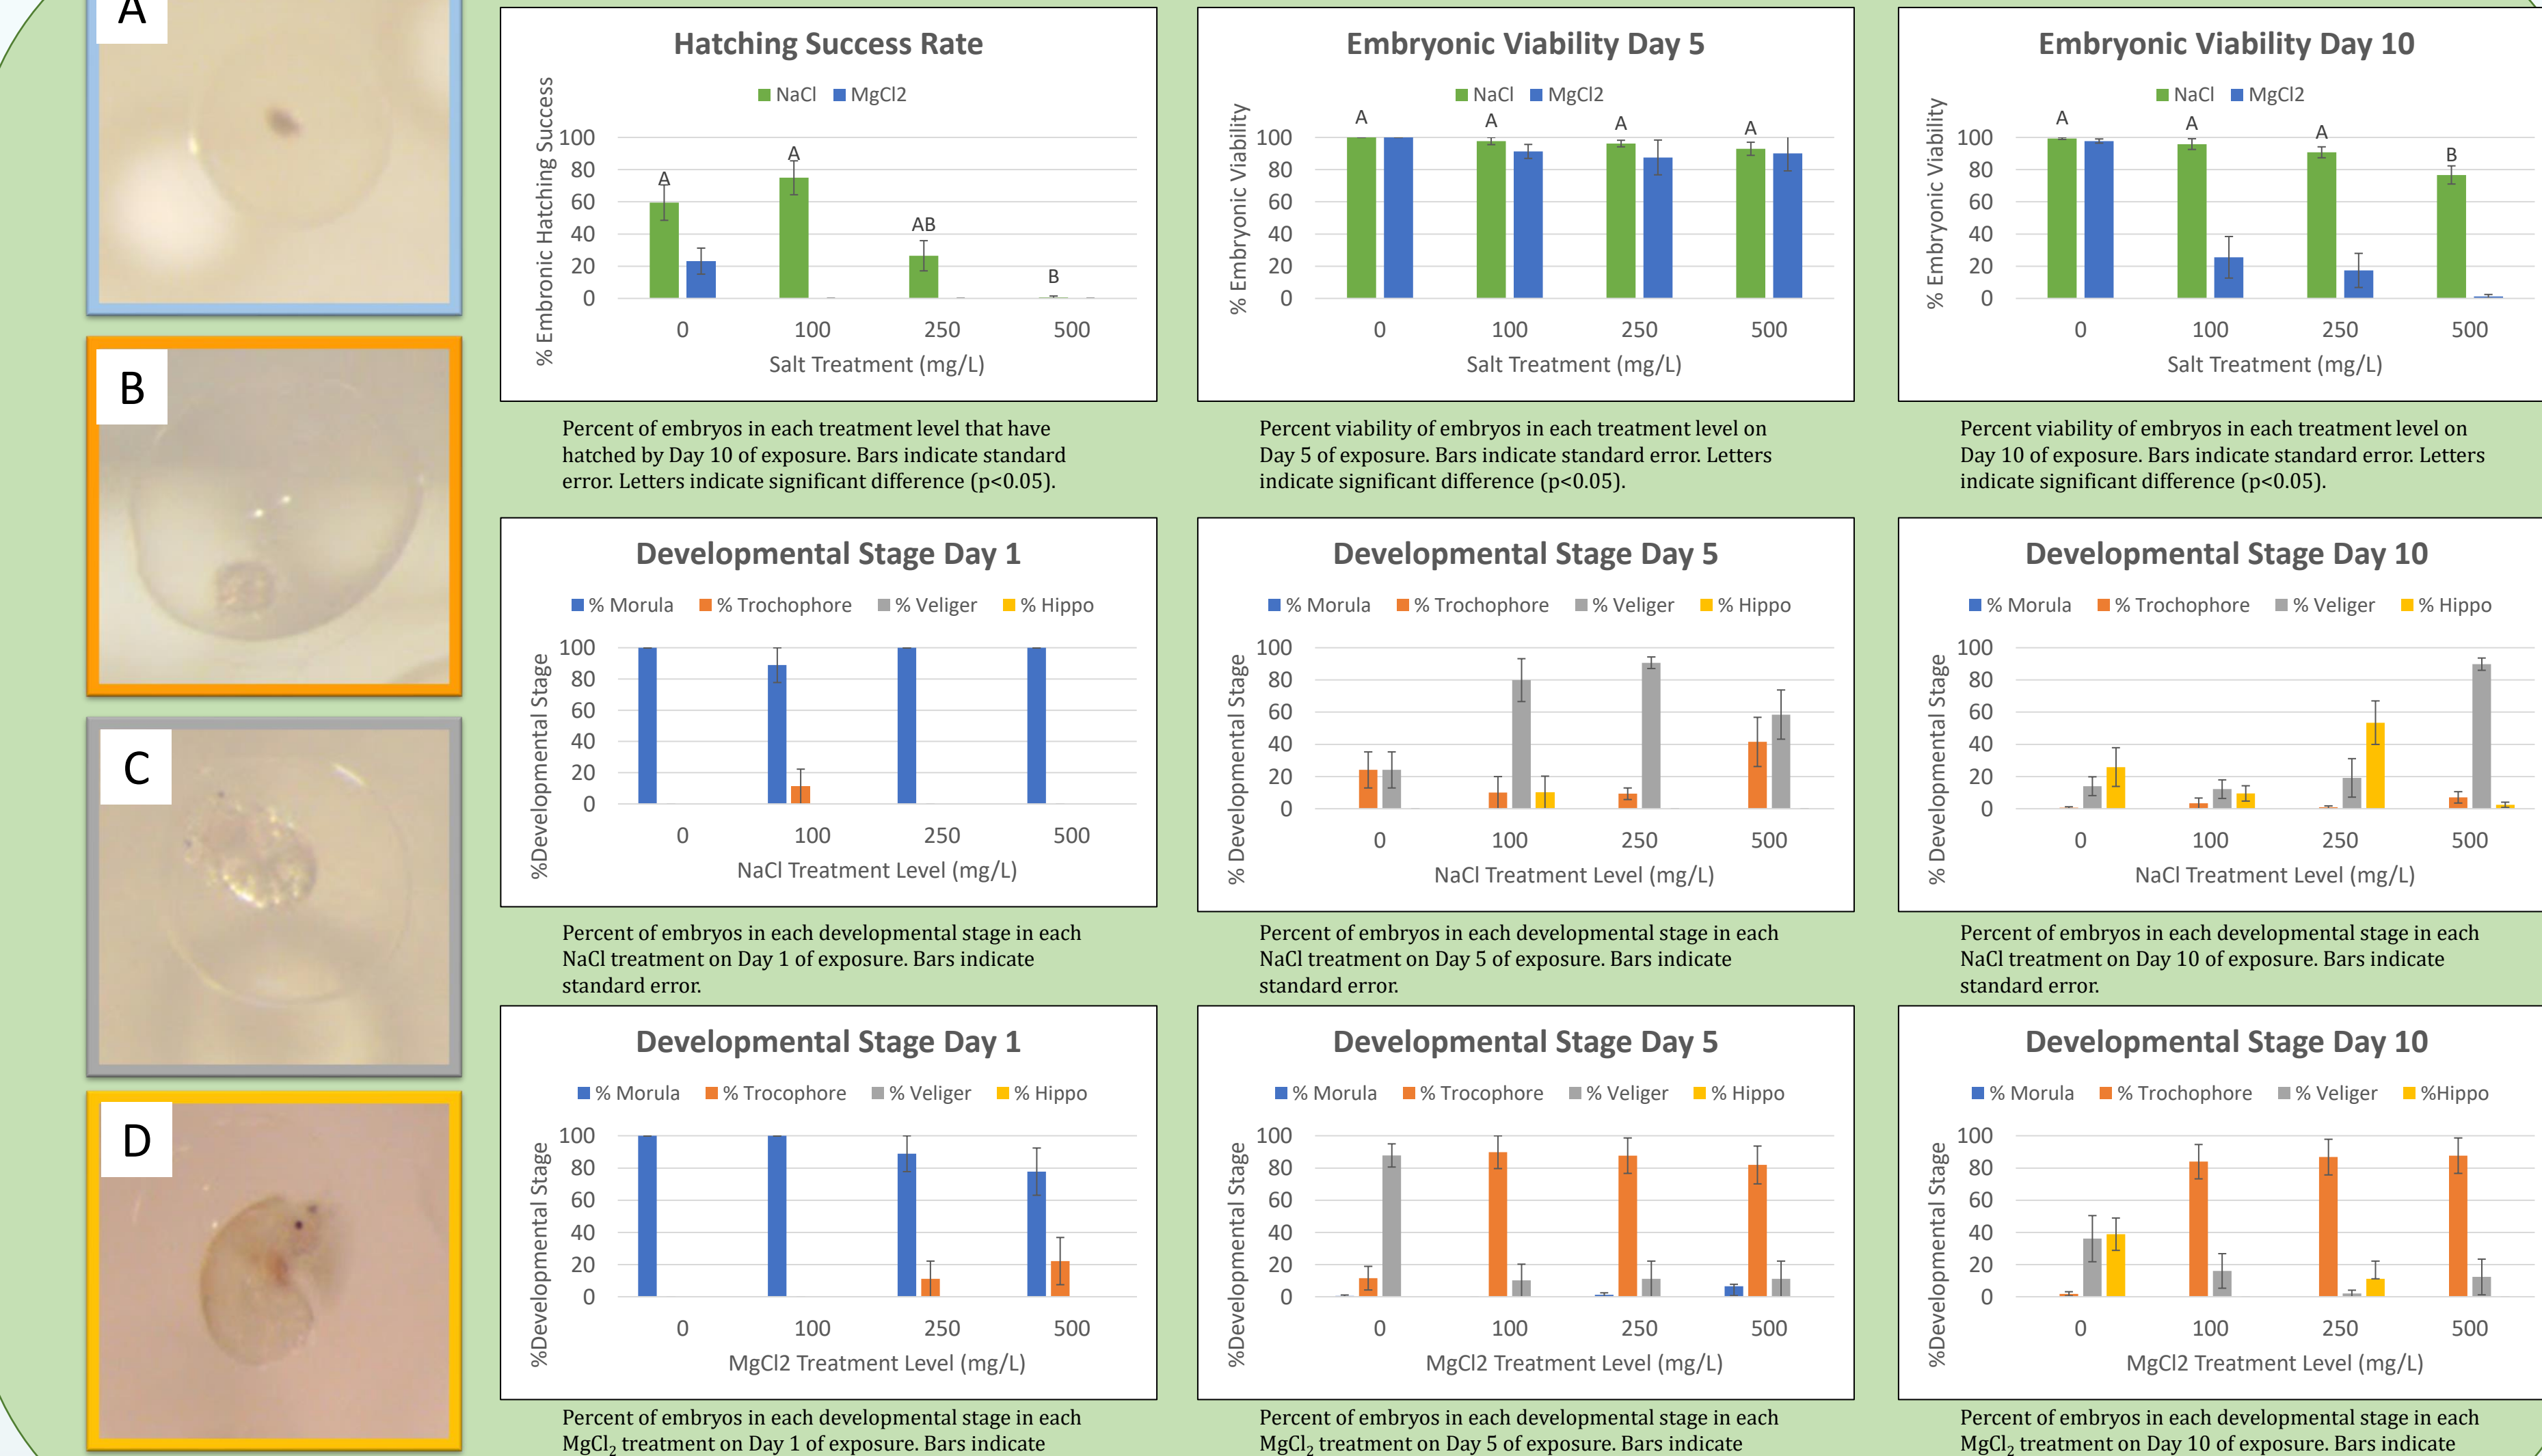 A
B
C
D
Hatching Success Rate
NaCl MgCl2
% Embronic Hatching Success
100
80
60
40
20
0
A
A
AB
B
0 100 250 500
Salt Treatment (mg/L)
Percent of embryos in each treatment level that have
hatched by Day 10 of exposure. Bars indicate standard
error. Letters indicate significant difference (p<0.05).
Embryonic Viability Day 5
NaCl MgCl2
% Embryonic Viability
100
80
60
40
20
0
A A A A
0 100 250 500
Salt Treatment (mg/L)
Percent viability of embryos in each treatment level on
Day 5 of exposure. Bars indicate standard error. Letters
indicate significant difference (p<0.05).
Embryonic Viability Day 10
NaCl MgCl2
% Embryonic Viability
100
80
60
40
20
0
A A A B
0 100 250 500
Salt Treatment (mg/L)
Percent viability of embryos in each treatment level on
Day 10 of exposure. Bars indicate standard error. Letters
indicate significant difference (p<0.05).
Developmental Stage Day 1
% Morula % Trochophore % Veliger % Hippo
%Developmental Stage
100
80
60
40
20
0
0 100 250 500
NaCl Treatment Level (mg/L)
Percent of embryos in each developmental stage in each
NaCl treatment on Day 1 of exposure. Bars indicate
standard error.
Developmental Stage Day 5
% Morula % Trochophore % Veliger % Hippo
% Developmental Stage
100
80
60
40
20
0
0 100 250 500
NaCl Treatment Level (mg/L)
Percent of embryos in each developmental stage in each
NaCl treatment on Day 5 of exposure. Bars indicate
standard error.
Developmental Stage Day 10
% Morula % Trochophore % Veliger % Hippo
% Developmental Stage
100
80
60
40
20
0
0 100 250 500
NaCl Treatment Level (mg/L)
Percent of embryos in each developmental stage in each
NaCl treatment on Day 10 of exposure. Bars indicate
standard error.
Developmental Stage Day 1
% Morula % Trocophore % Veliger % Hippo
%Developmental Stage
100
80
60
40
20
0
0 100 250 500
MgCl2 Treatment Level (mg/L)
Percent of embryos in each developmental stage in each
MgCl₂ treatment on Day 1 of exposure. Bars indicate
Developmental Stage Day 5
% Morula % Trocophore % Veliger % Hippo
%Developmental Stage
100
80
60
40
20
0
0 100 250 500
MgCl2 Treatment Level (mg/L)
Percent of embryos in each developmental stage in each
MgCl₂ treatment on Day 5 of exposure. Bars indicate
Developmental Stage Day 10
% Morula % Trochophore % Veliger %Hippo
%Developmental Stage
100
80
60
40
20
0
0 100 250 500
MgCl2 Treatment Level (mg/L)
Percent of embryos in each developmental stage in each
MgCl₂ treatment on Day 10 of exposure. Bars indicate